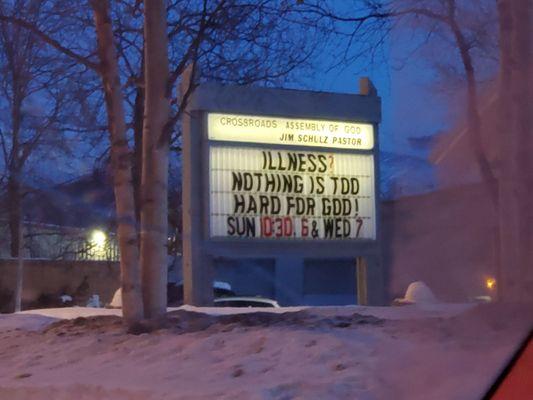 CROSSROADS ASSEMBLY OF GOD
JIM SCHULZ PASTOR
ILLNESS?
NOTHING IS TOO
HARD FOR GOD!
SUN 10:30, 6 & WED 7